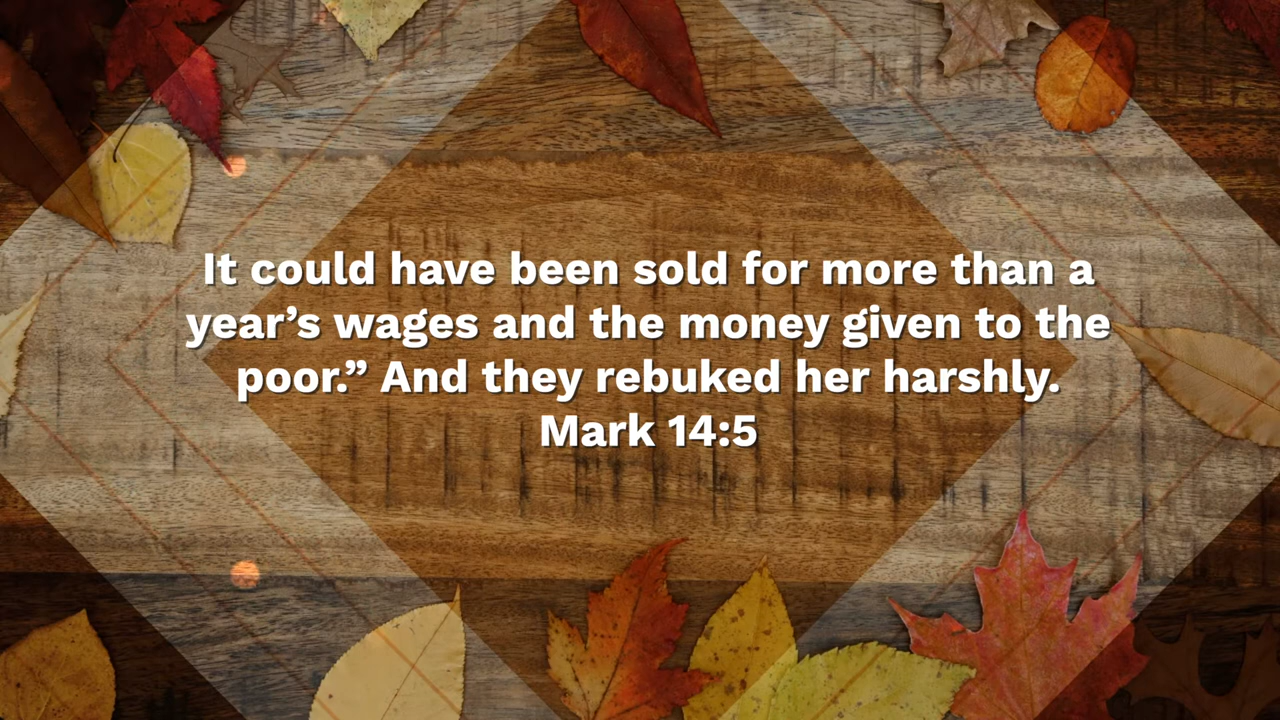 It could have been sold for more than a
year’s wages and the money given to the
poor.” And they rebuked her harshly.
Mark 14:5